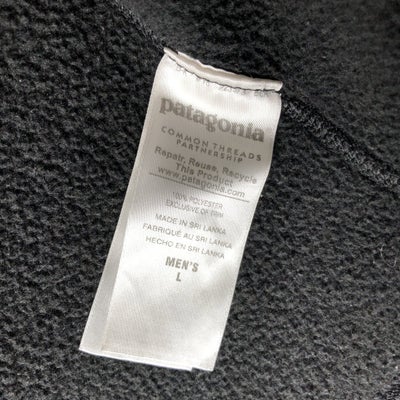 patagonia
COMMON THREADS
PARTNERSHIP
Repair, Reuse, Recycle
This Product
www.patagonia.com
100% POLYESTER
EXCLUSIVE OF TRIM
MADE IN SRI LANKA
FABRIQUÉ AU SRI LANKA
HECHO EN SRI LANKA
MEN'S
L